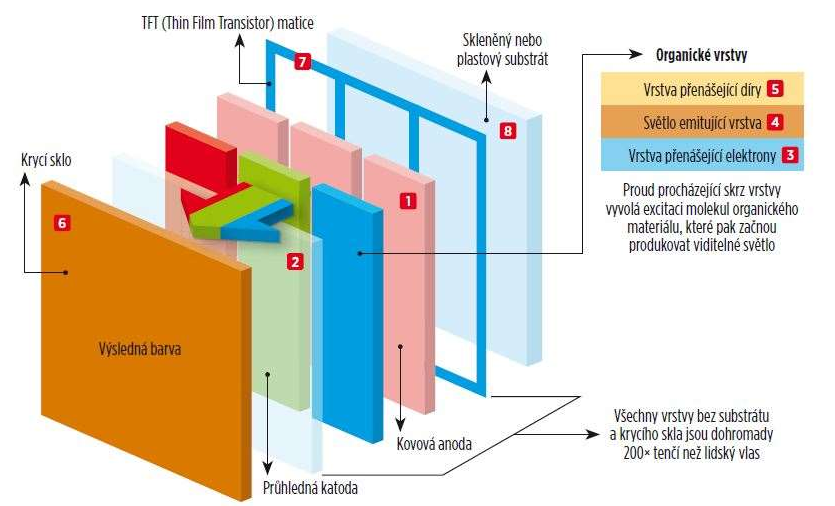 TFT (Thin Film Transistor) matice
7
Skleněný nebo
plastový substrát
8
Organické vrstvy
Vrstva přenášející díry 5
Světlo emitující vrstva 4
Vrstva přenášející elektrony 3
Proud procházející skrz vrstvy
vyvolá excitaci molekul organického
materiálu, které pak začnou
produkovat viditelné světlo
Krycí sklo
6
1
2
Výsledná barva
Kovová anoda
Průhledná katoda
Všechny vrstvy bez substrátu
a krycího skla jsou dohromady
200× tenčí než lidský vlas